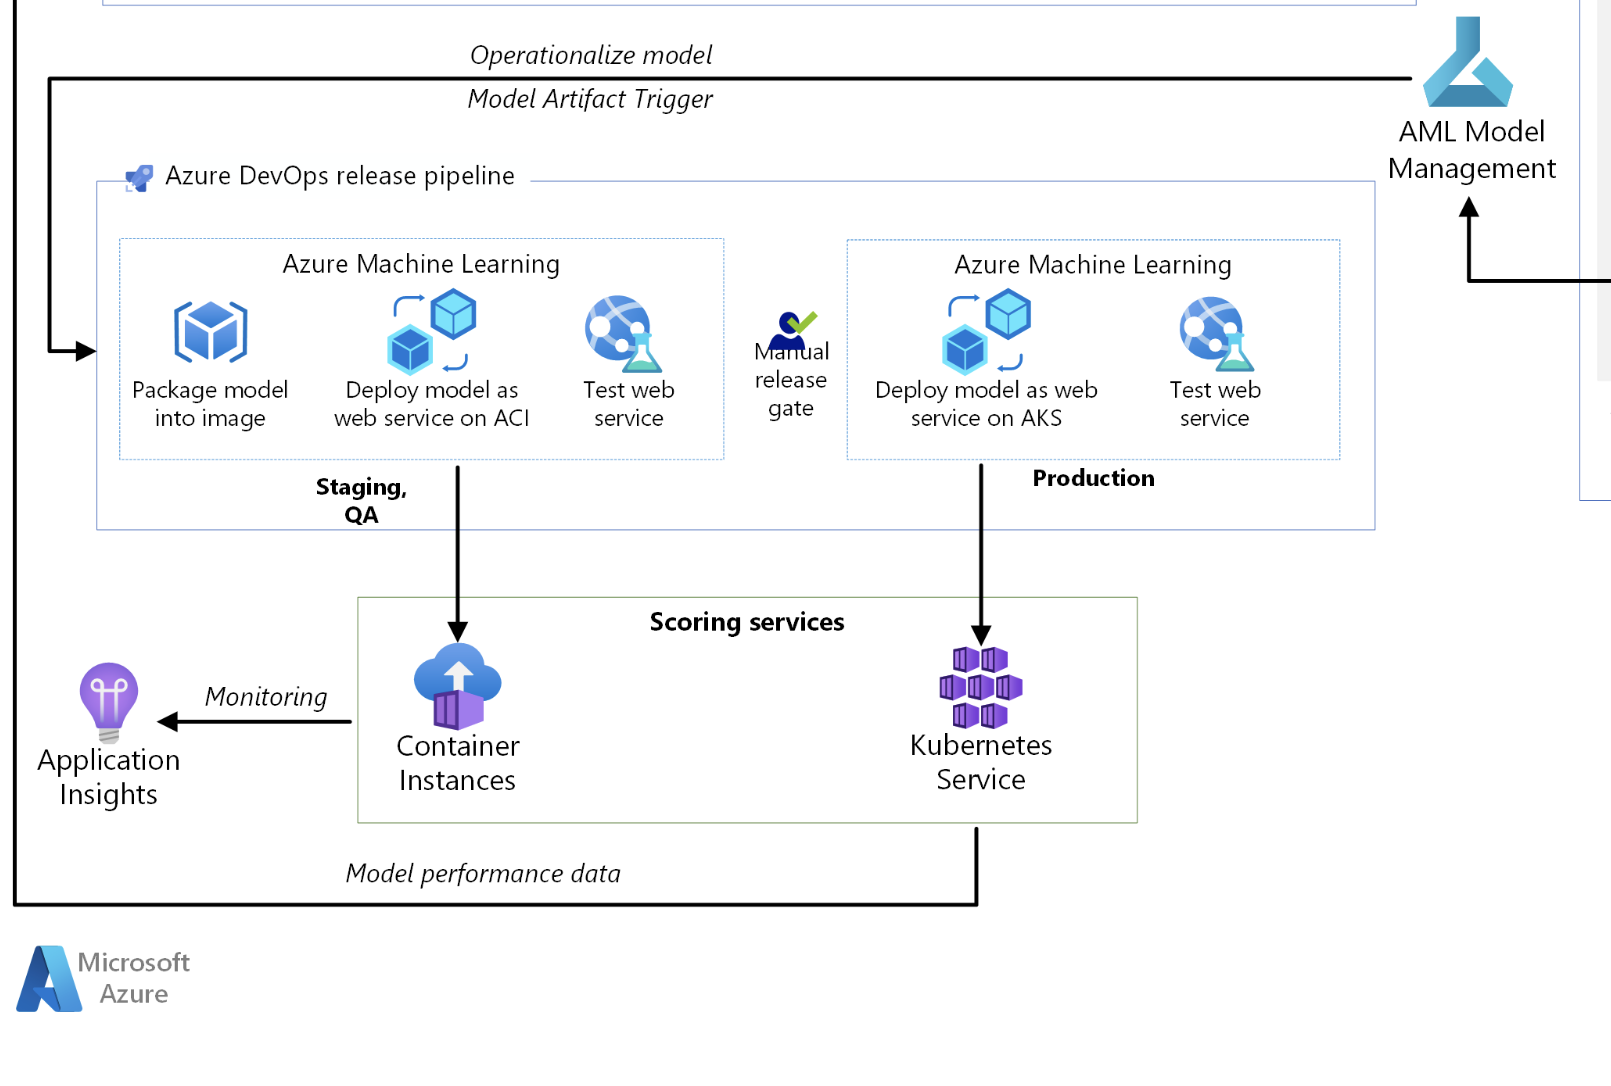 Operationalize model
Model Artifact Trigger
AML Model
Management
Azure DevOps release pipeline
Azure Machine Learning
Package model
into image
Deploy model as
web service on ACI
Test web
service
Manual
release
gate
Azure Machine Learning
Deploy model as web
service on AKS
Test web
service
Staging,
QA
Production
Scoring services
Monitoring
Application
Insights
Container
Instances
Kubernetes
Service
Model performance data
Microsoft
Azure